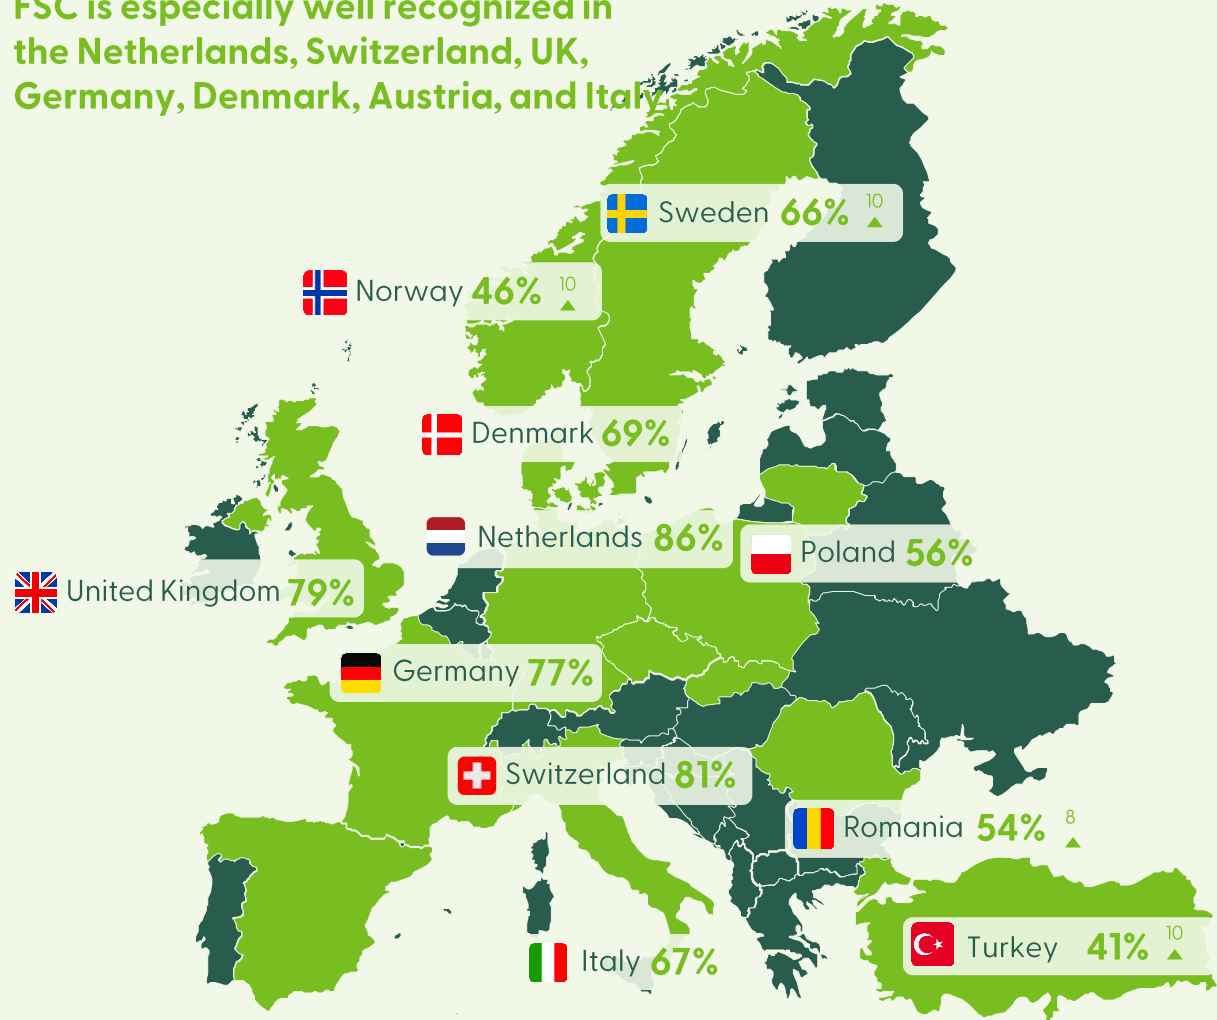 FSC is especially well recognized in
the Netherlands, Switzerland, UK,
Germany, Denmark, Austria, and Italy.
Sweden 66% 10
Norway 46% 10
Denmark 69%
Netherlands 86%
Poland 56%
United Kingdom 79%
Germany 77%
Switzerland 81%
Romania 54% 8
Turkey 41% 10
Italy 67%